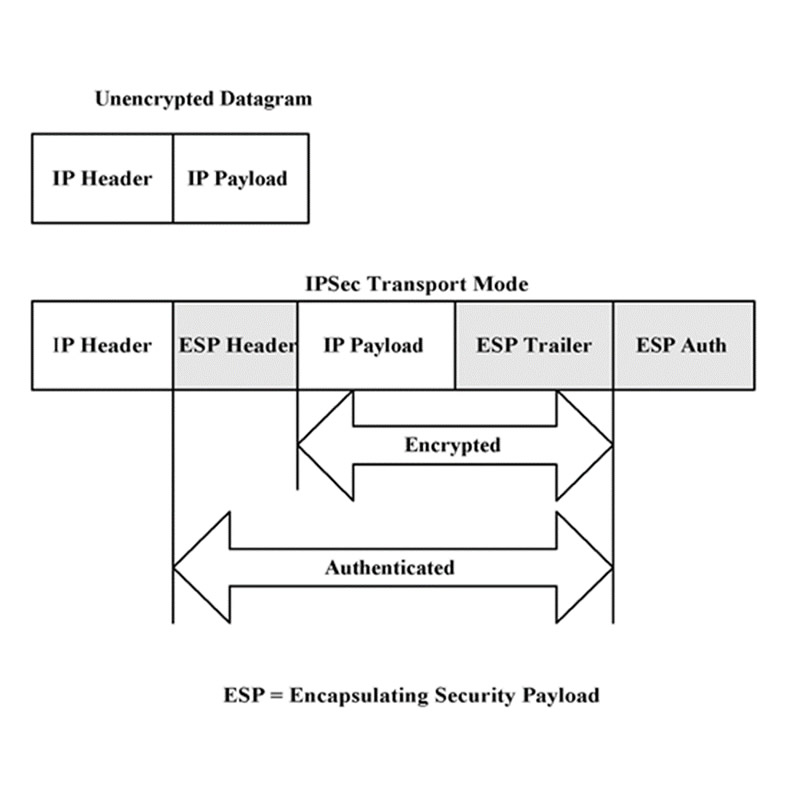 Unencrypted Datagram
IP Header IP Payload
IPSec Transport Mode
IP Header ESP Header IP Payload ESP Trailer ESP Auth
Encrypted
Authenticated
ESP = Encapsulating Security Payload